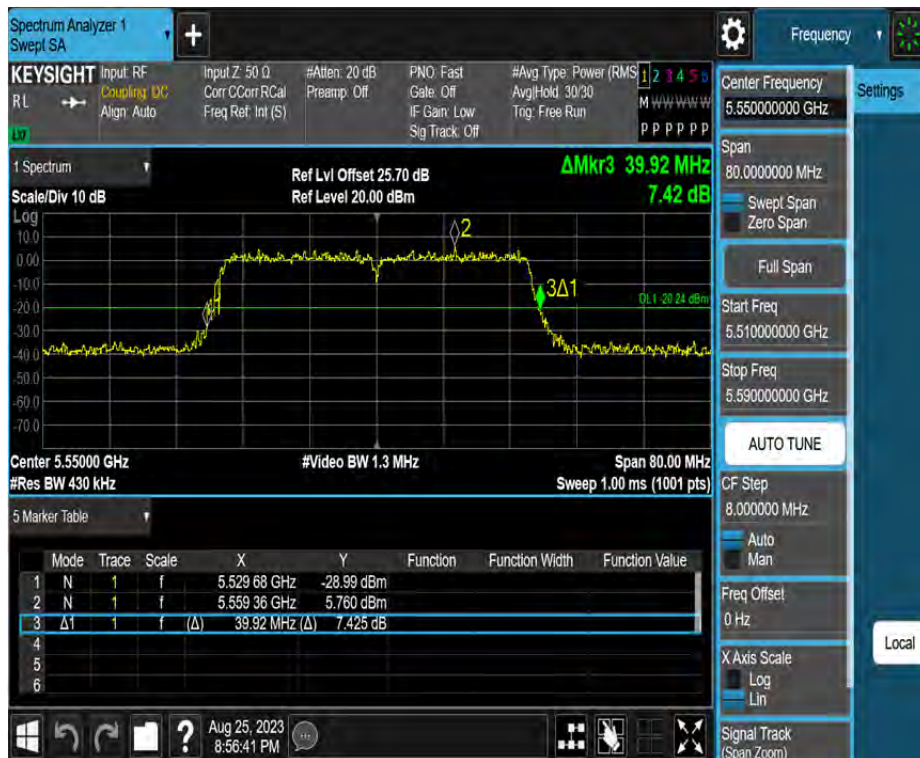 Spectrum Analyzer 1
Swept SA
+
Frequency
KEYSIGHT Input: RF Input Z: 50 Ω #Atten: 20 dB PNO: Fast #Avg Type: Power (RMS 1 2 3 4 5 6
RL Coupling: DC Corr CCorr RCal Preamp: Off Gate: Off Avg|Hold: 30/30 M W W W W W
Align: Auto Freq Ref: Int (S) IF Gain: Low Trig: Free Run
Sig Track: Off P P P P P P
LXI
Center Frequency
5.550000000 GHz
Settings
Span
80.0000000 MHz
Swept Span
Zero Span
Full Span
Start Freq
5.510000000 GHz
Stop Freq
5.590000000 GHz
AUTO TUNE
CF Step
8.000000 MHz
Auto
Man
Freq Offset
0 Hz
X Axis Scale
Log
Lin
Signal Track
(Span Zoom)
Local
1 Spectrum
Ref Lvl Offset 25.70 dB ΔMkr3 39.92 MHz
Scale/Div 10 dB Ref Level 20.00 dBm 7.42 dB
Log
10.0
0.00
-10.0
-20.0
-30.0
-40.0
-50.0
-60.0
-70.0
2
3Δ1
DL1 -20.24 dBm
Center 5.55000 GHz #Video BW 1.3 MHz Span 80.00 MHz
#Res BW 430 kHz Sweep 1.00 ms (1001 pts)
5 Marker Table
Mode Trace Scale X Y Function Function Width Function Value
1 N 1 f 5.529 68 GHz -28.99 dBm
2 N 1 f 5.559 36 GHz 5.760 dBm
3 Δ1 1 f (Δ) 39.92 MHz (Δ) 7.425 dB
4
5
6
? Aug 25, 2023
8:56:41 PM